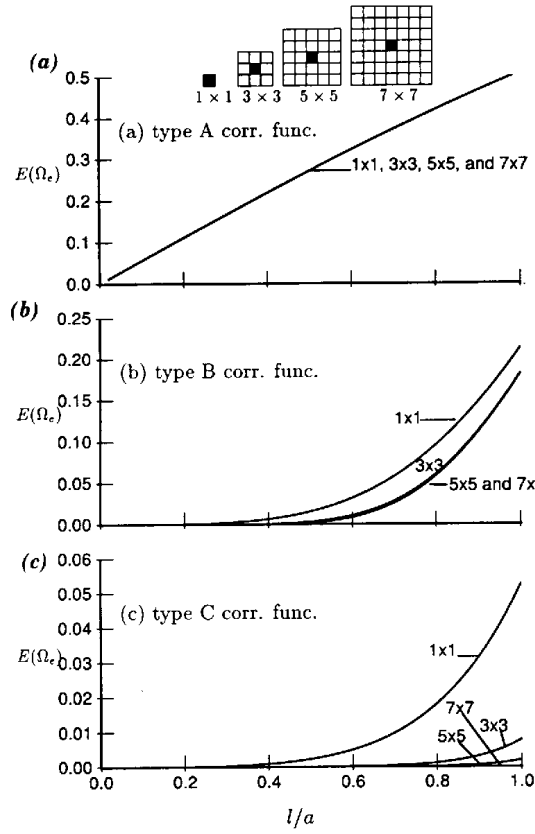 (a)
1 × 1 3 × 3 5 × 5 7 × 7
0.5
(a) type A corr. func.
0.4
0.3
1x1, 3x3, 5x5, and 7x7
E(Ωe)
0.2
0.1
0.0
(b)
0.25
0.20
(b) type B corr. func.
0.15
E(Ωe)
1x1
0.10
3x3
0.05
5x5 and 7x
0.00
(c)
0.06
0.05
(c) type C corr. func.
0.04
E(Ωe)
0.03
1x1
0.02
7x7
0.01
5x5
3x3
0.00
0.0 0.2 0.4 0.6 0.8 1.0
l/a